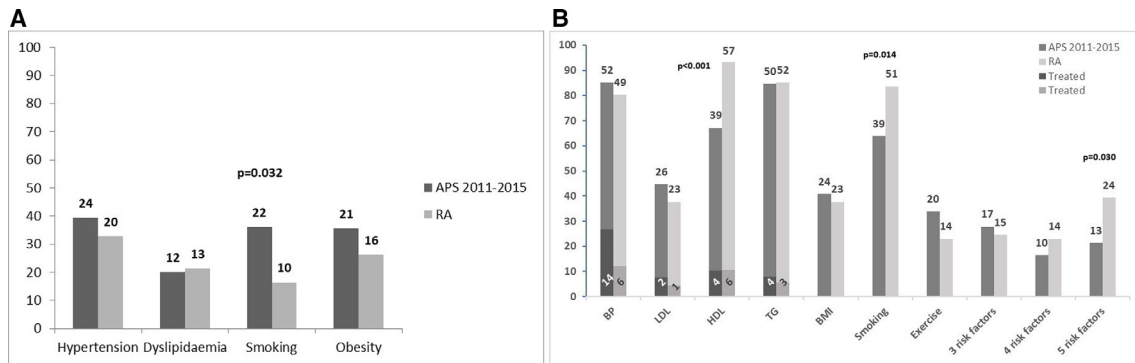 A
100
90
80
70
60
50
40
30
20
10
0
p=0.032
24
20
12
13
22
10
21
16
Hypertension Dyslipidaemia Smoking Obesity
APS 2011-2015
RA
B
100
90
80
70
60
50
40
30
20
10
0
p<0.001
p=0.014
p=0.030
52
49
26
23
39
57
50
52
24
23
39
51
20
14
17
15
10
14
13
24
14
6
2
1
4
6
4
3
BP
LDL
HDL
TG
BMI
Smoking
Exercise
3 risk factors
4 risk factors
5 risk factors
APS 2011-2015
RA
Treated
Treated